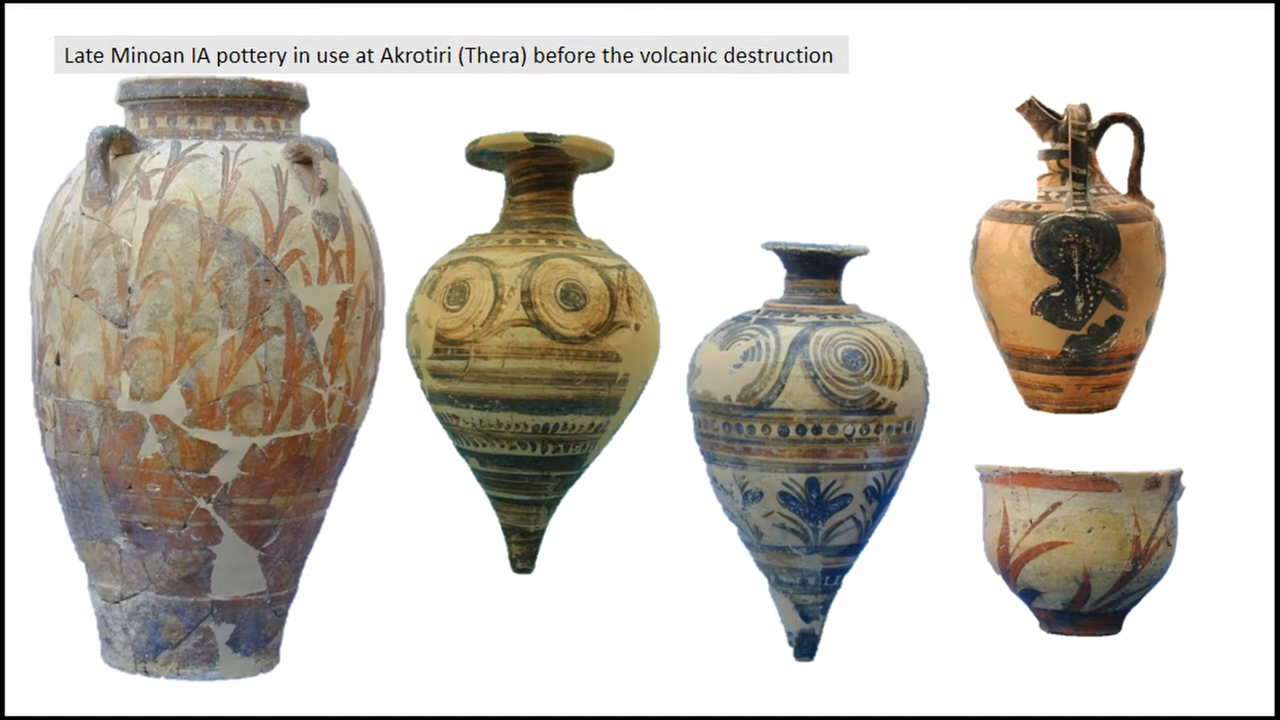 Late Minoan IA pottery in use at Akrotiri (Thera) before the volcanic destruction